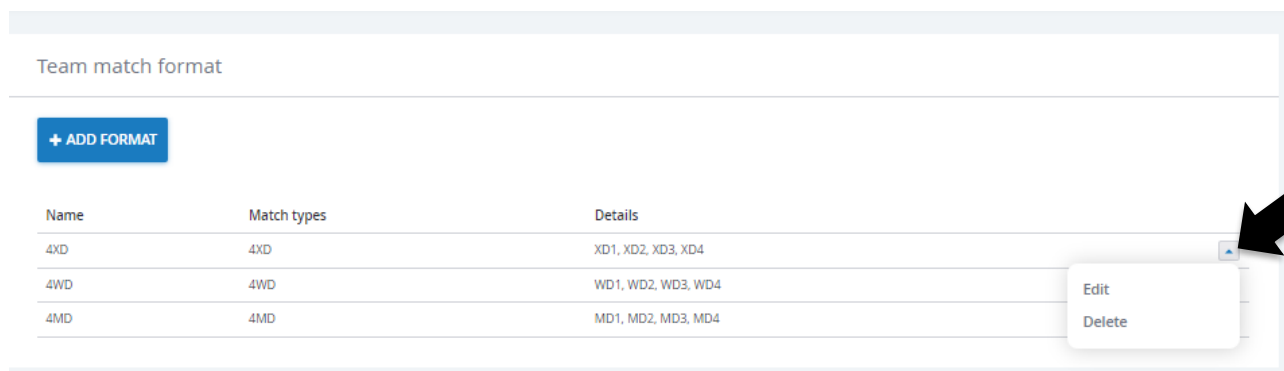 Team match format
+ ADD FORMAT
Name Match types Details
4XD 4XD XD1, XD2, XD3, XD4
4WD 4WD WD1, WD2, WD3, WD4
Edit
4MD 4MD MD1, MD2, MD3, MD4
Delete